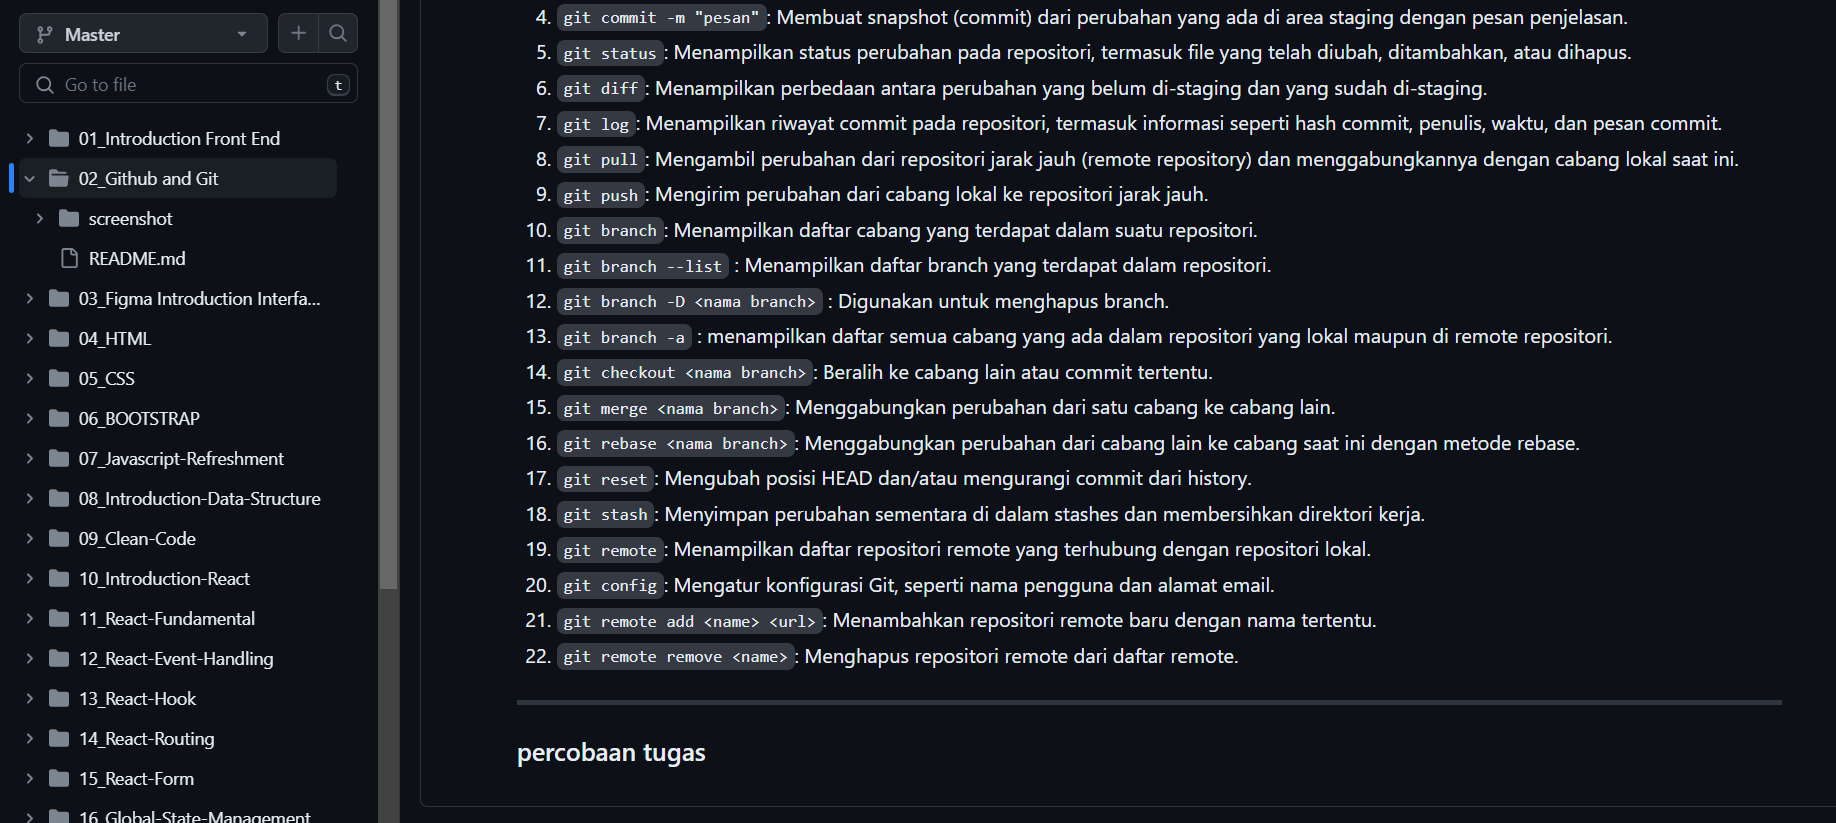 Master
Go to file
t
01_Introduction Front End
02_Github and Git
screenshot
README.md
03_Figma Introduction Interfa...
04_HTML
05_CSS
06_BOOTSTRAP
07_Javascript-Refreshment
08_Introduction-Data-Structure
09_Clean-Code
10_Introduction-React
11_React-Fundamental
12_React-Event-Handling
13_React-Hook
14_React-Routing
15_React-Form
16_Global-State-Management
4. git commit -m "pesan": Membuat snapshot (commit) dari perubahan yang ada di area staging dengan pesan penjelasan.
5. git status: Menampilkan status perubahan pada repositori, termasuk file yang telah diubah, ditambahkan, atau dihapus.
6. git diff: Menampilkan perbedaan antara perubahan yang belum di-staging dan yang sudah di-staging.
7. git log: Menampilkan riwayat commit pada repositori, termasuk informasi seperti hash commit, penulis, waktu, dan pesan commit.
8. git pull: Mengambil perubahan dari repositori jarak jauh (remote repository) dan menggabungkannya dengan cabang lokal saat ini.
9. git push: Mengirim perubahan dari cabang lokal ke repositori jarak jauh.
10. git branch: Menampilkan daftar cabang yang terdapat dalam suatu repositori.
11. git branch --list : Menampilkan daftar branch yang terdapat dalam repositori.
12. git branch -D <nama branch> : Digunakan untuk menghapus branch.
13. git branch -a : menampilkan daftar semua cabang yang ada dalam repositori yang lokal maupun di remote repositori.
14. git checkout <nama branch>: Beralih ke cabang lain atau commit tertentu.
15. git merge <nama branch>: Menggabungkan perubahan dari satu cabang ke cabang lain.
16. git rebase <nama branch>: Menggabungkan perubahan dari cabang lain ke cabang saat ini dengan metode rebase.
17. git reset: Mengubah posisi HEAD dan/atau mengurangi commit dari history.
18. git stash: Menyimpan perubahan sementara di dalam stashes dan membersihkan direktori kerja.
19. git remote: Menampilkan daftar repositori remote yang terhubung dengan repositori lokal.
20. git config: Mengatur konfigurasi Git, seperti nama pengguna dan alamat email.
21. git remote add <name> <url>: Menambahkan repositori remote baru dengan nama tertentu.
22. git remote remove <name>: Menghapus repositori remote dari daftar remote.
percobaan tugas